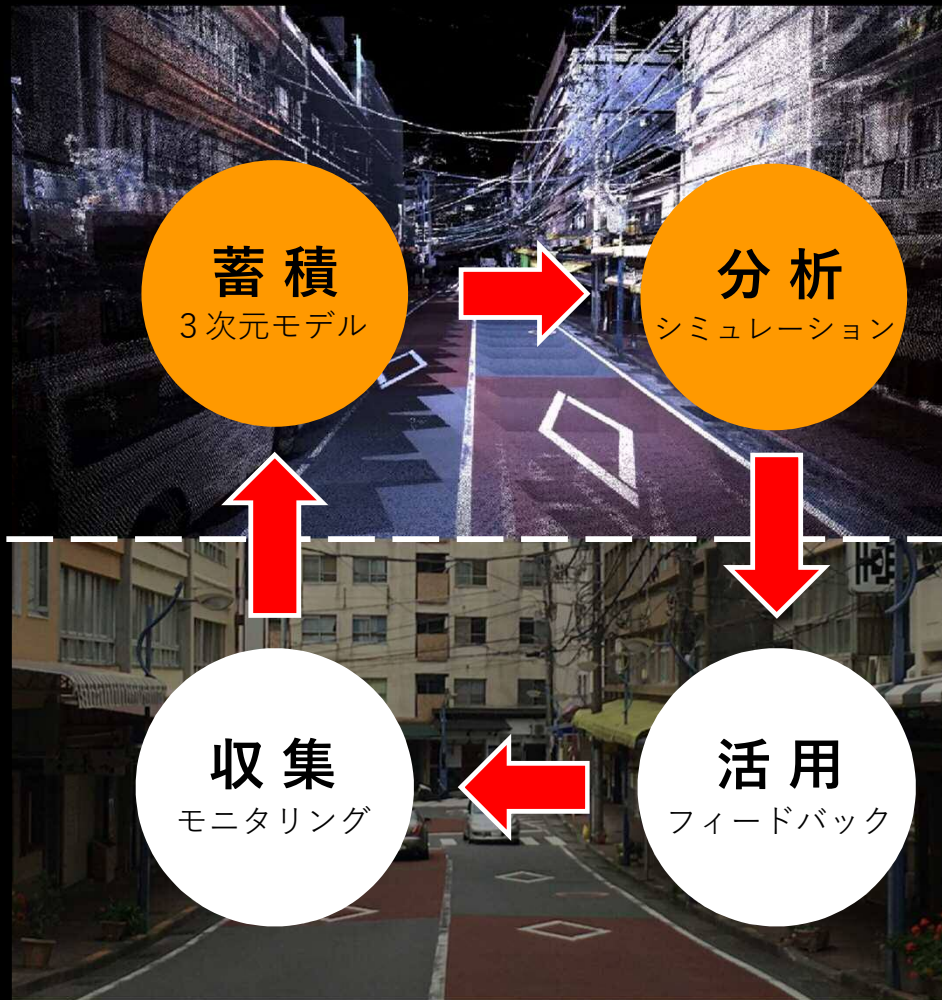 蓄積
３次元モデル
分析
シミュレーション
収集
モニタリング
活用
フィードバック